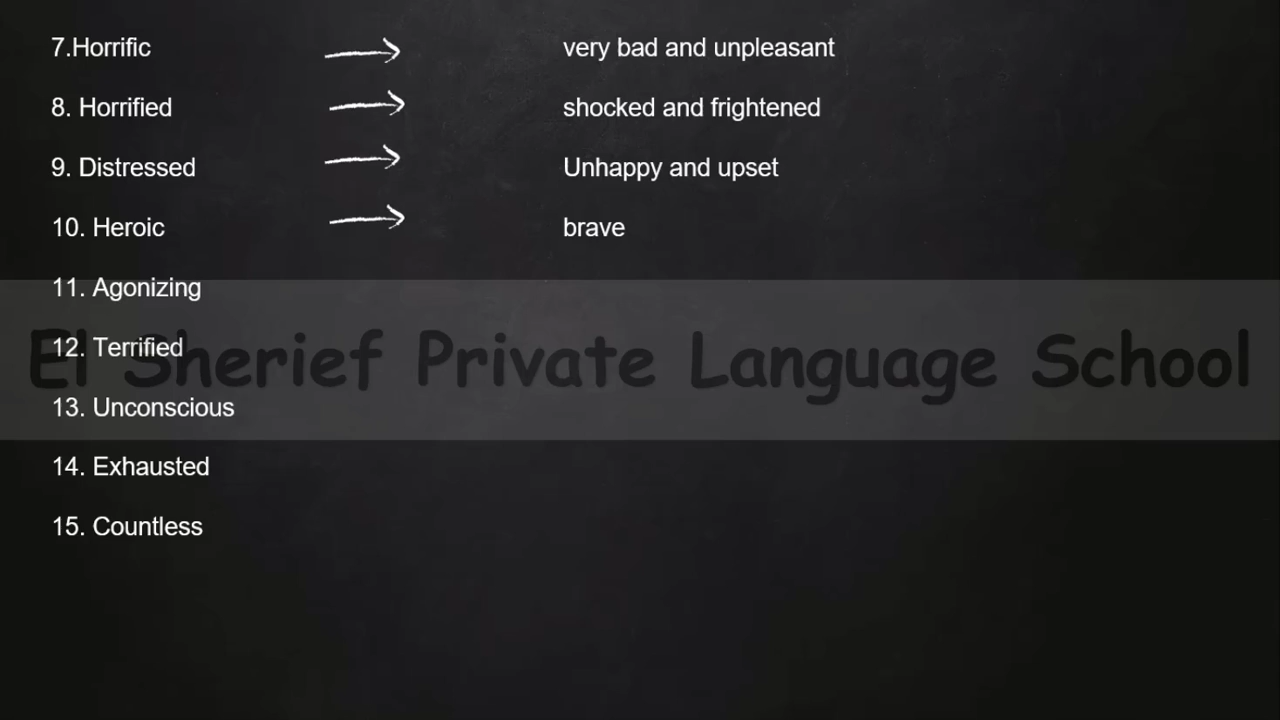 7.Horrific very bad and unpleasant
8. Horrified shocked and frightened
9. Distressed Unhappy and upset
10. Heroic brave
11. Agonizing
12. Terrified
El Sherief Private Language School
13. Unconscious
14. Exhausted
15. Countless